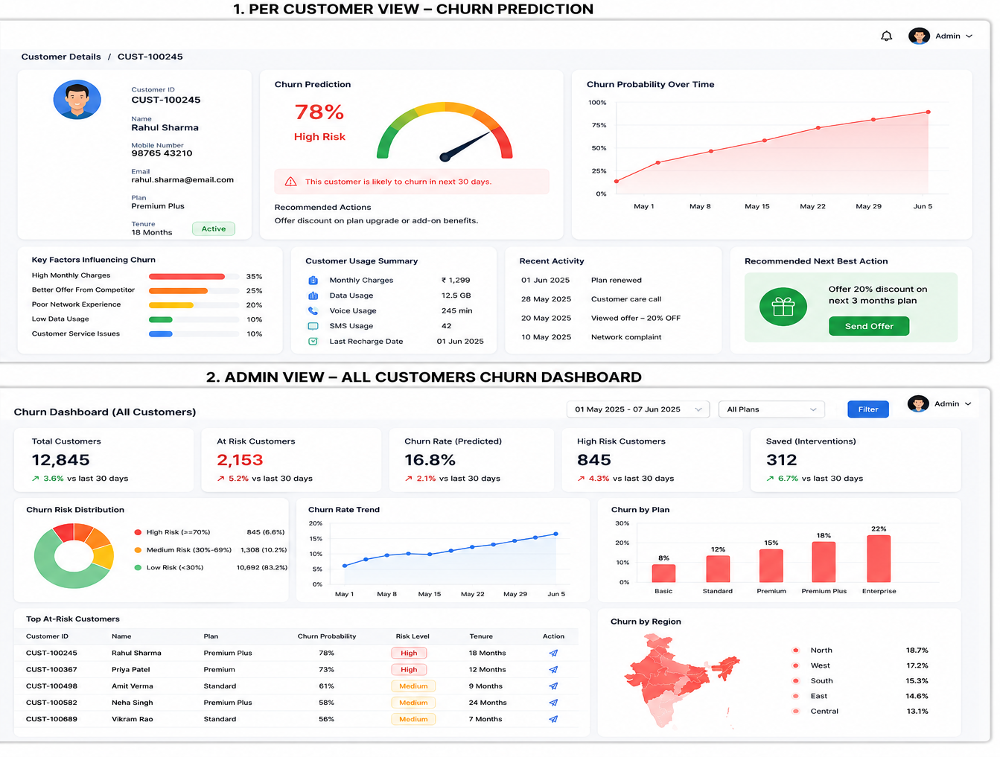 1. PER CUSTOMER VIEW – CHURN PREDICTION
Admin
Customer Details / CUST-100245
Customer ID
CUST-100245
Name
Rahul Sharma
Mobile Number
98765 43210
Email
rahul.sharma@email.com
Plan
Premium Plus
Tenure
18 Months
Active
Churn Prediction
78%
High Risk
This customer is likely to churn in next 30 days.
Recommended Actions
Offer discount on plan upgrade or add-on benefits.
Churn Probability Over Time
100%
75%
50%
25%
0%
May 1 May 8 May 15 May 22 May 29 Jun 5
Key Factors Influencing Churn
High Monthly Charges 35%
Better Offer From Competitor 25%
Poor Network Experience 20%
Low Data Usage 10%
Customer Service Issues 10%
Customer Usage Summary
Monthly Charges ₹ 1,299
Data Usage 12.5 GB
Voice Usage 245 min
SMS Usage 42
Last Recharge Date 01 Jun 2025
Recent Activity
01 Jun 2025 Plan renewed
28 May 2025 Customer care call
20 May 2025 Viewed offer – 20% OFF
10 May 2025 Network complaint
Recommended Next Best Action
Offer 20% discount on
next 3 months plan
Send Offer
2. ADMIN VIEW – ALL CUSTOMERS CHURN DASHBOARD
Churn Dashboard (All Customers)
01 May 2025 - 07 Jun 2025
All Plans
Filter
Admin
Total Customers
12,845
3.6% vs last 30 days
At Risk Customers
2,153
5.2% vs last 30 days
Churn Rate (Predicted)
16.8%
2.1% vs last 30 days
High Risk Customers
845
4.3% vs last 30 days
Saved (Interventions)
312
6.7% vs last 30 days
Churn Risk Distribution
High Risk (>=70%) 845 (6.6%)
Medium Risk (30%-69%) 1,308 (10.2%)
Low Risk (<30%) 10,692 (83.2%)
Churn Rate Trend
20%
15%
10%
5%
0%
May 1 May 8 May 15 May 22 May 29 Jun 5
Churn by Plan
30%
20%
10%
0%
8% 12% 15% 18% 22%
Basic Standard Premium Premium Plus Enterprise
Top At-Risk Customers
Customer ID Name Plan Churn Probability Risk Level Tenure Action
CUST-100245 Rahul Sharma Premium Plus 78% High 18 Months
CUST-100367 Priya Patel Premium 73% High 12 Months
CUST-100498 Amit Verma Standard 61% Medium 9 Months
CUST-100582 Neha Singh Premium Plus 58% Medium 24 Months
CUST-100689 Vikram Rao Standard 56% Medium 7 Months
Churn by Region
North 18.7%
West 17.2%
South 15.3%
East 14.6%
Central 13.1%